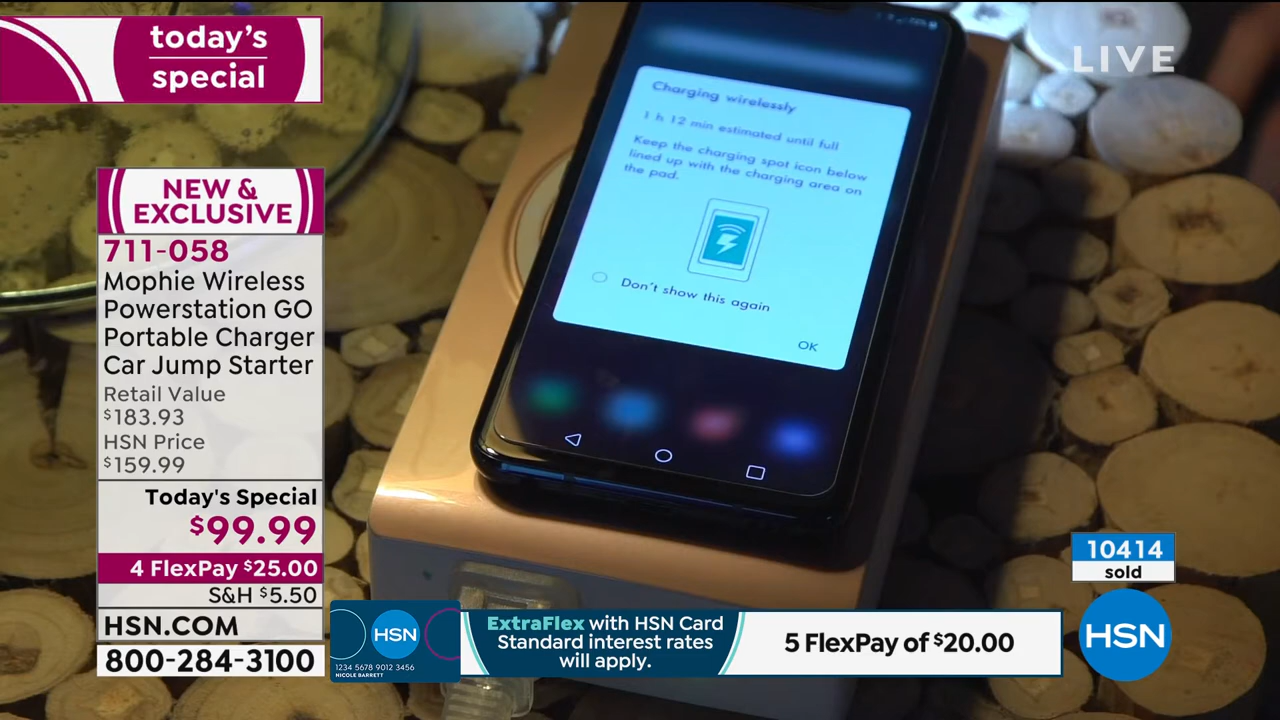 today's
special
LIVE
NEW &
EXCLUSIVE
711-058
Mophie Wireless
Powerstation GO
Portable Charger
Car Jump Starter
Retail Value
$183.93
HSN Price
$159.99
Today's Special
$99.99
4 FlexPay $25.00
S&H $5.50
HSN.COM
800-284-3100
Charging wirelessly
1 h 12 min estimated until full
Keep the charging spot icon below
lined up with the charging area on
the pad.
Don't show this again
OK
10414
sold
HSN
HSN
1234 5678 9012 3456
NICOLE BARRETT
ExtraFlex with HSN Card
Standard interest rates
will apply.
5 FlexPay of $20.00